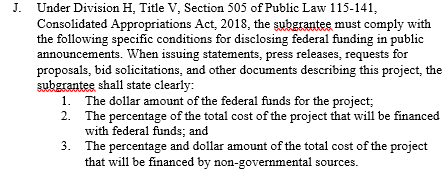 J. Under Division H, Title V, Section 505 of Public Law 115-141,
Consolidated Appropriations Act, 2018, the subgrantee must comply with
the following specific conditions for disclosing federal funding in public
announcements. When issuing statements, press releases, requests for
proposals, bid solicitations, and other documents describing this project, the
subgrantee shall state clearly:
1. The dollar amount of the federal funds for the project;
2. The percentage of the total cost of the project that will be financed
with federal funds; and
3. The percentage and dollar amount of the total cost of the project
that will be financed by non-governmental sources.